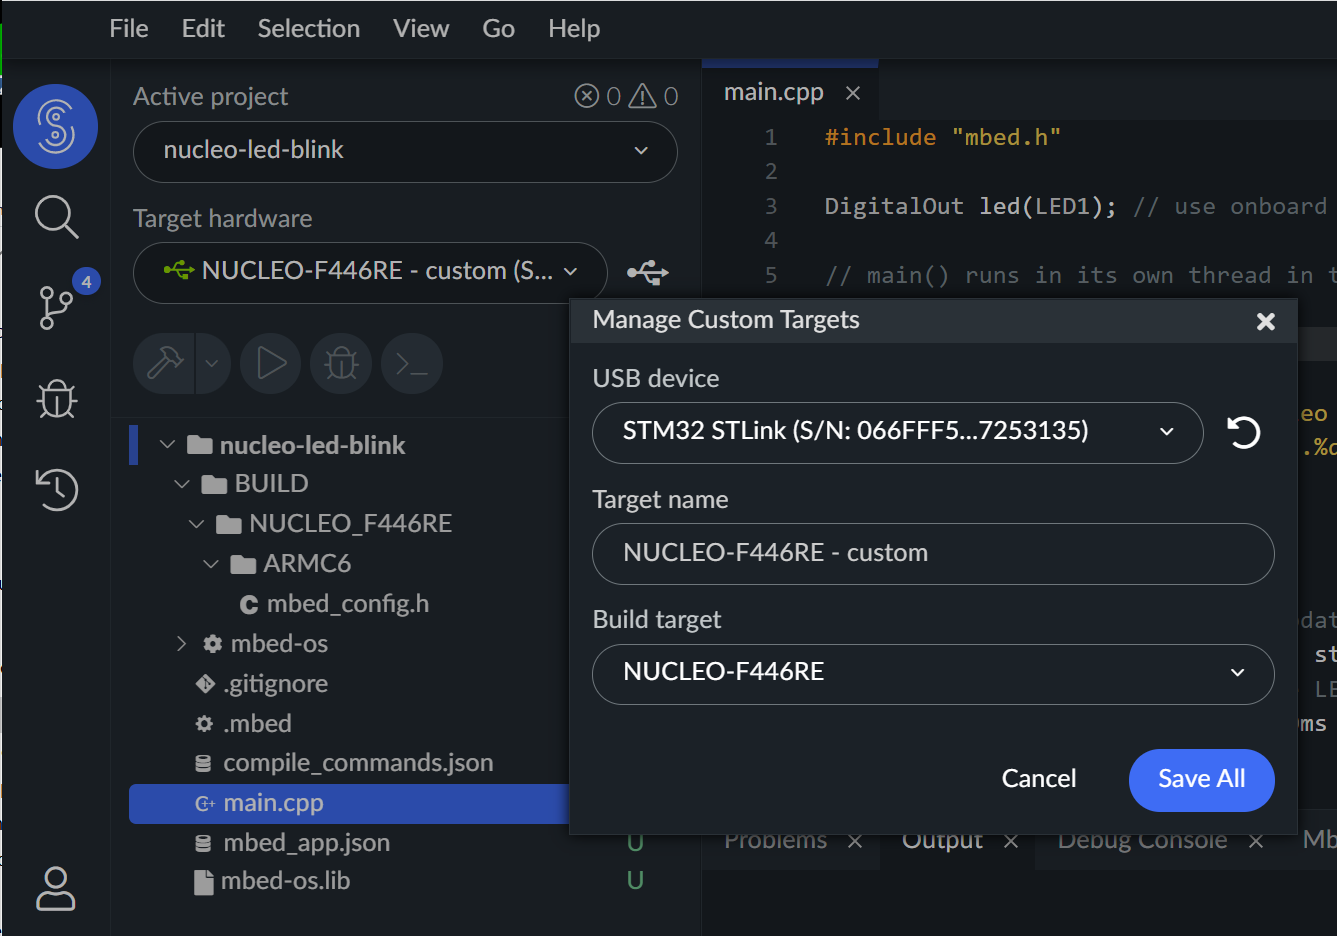 File Edit Selection View Go Help
Active project 0 0
nucleo-led-blink
Target hardware
NUCLEO-F446RE - custom (S...
4
nucleo-led-blink
BUILD
NUCLEO_F446RE
ARMC6
mbed_config.h
mbed-os
.gitignore
.mbed
compile_commands.json
main.cpp
mbed_app.json U
mbed-os.lib U
main.cpp
1 #include "mbed.h"
2
3 DigitalOut led(LED1); // use onboard
4
5 // main() runs in its own thread in t
Manage Custom Targets
USB device
STM32 STLink (S/N: 066FFF5...7253135)
Target name
NUCLEO-F446RE - custom
Build target
NUCLEO-F446RE
Cancel Save All
eo
.%
dat
st
LE
ms
Problems Output Debug Console Mb